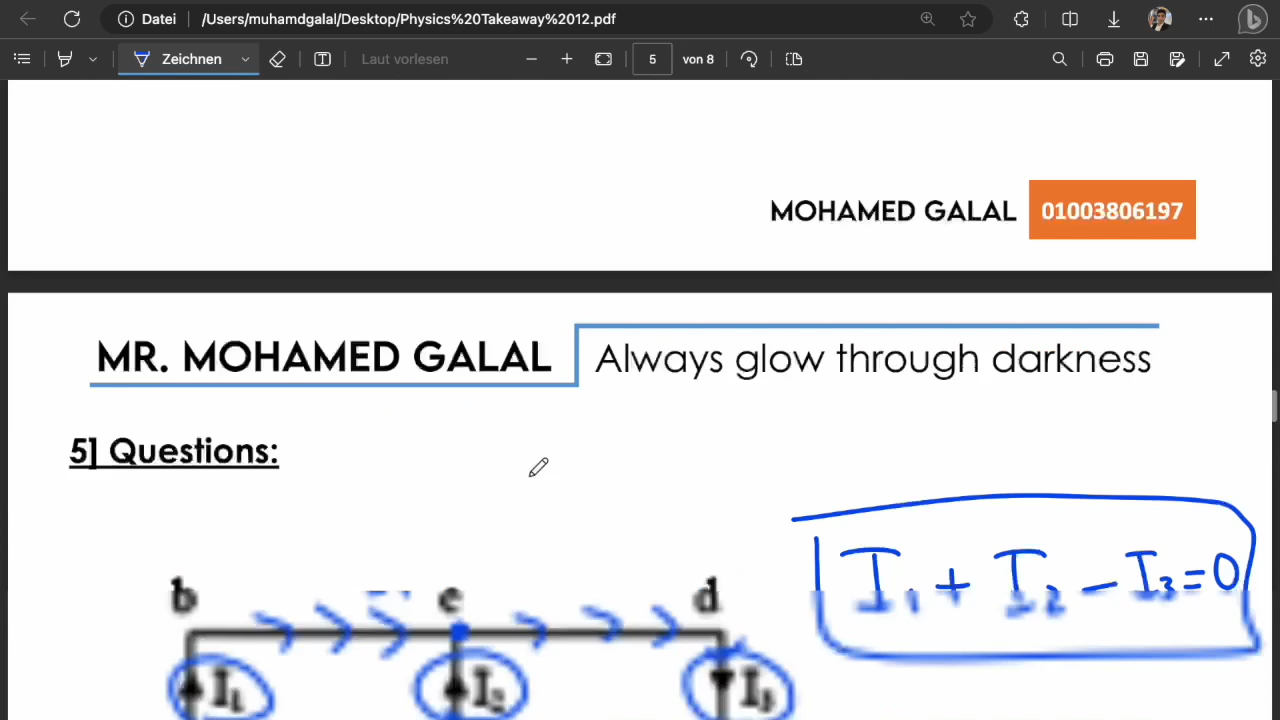 Datei
/Users/muhamdgalal/Desktop/Physics%20Takeaway%2012.pdf
Zeichnen
Laut vorlesen
5 von 8
MOHAMED GALAL 01003806197
MR. MOHAMED GALAL Always glow through darkness
5] Questions:
I₁ + I₂ - I₃ = 0
b c d
I₁ I₂ I₃